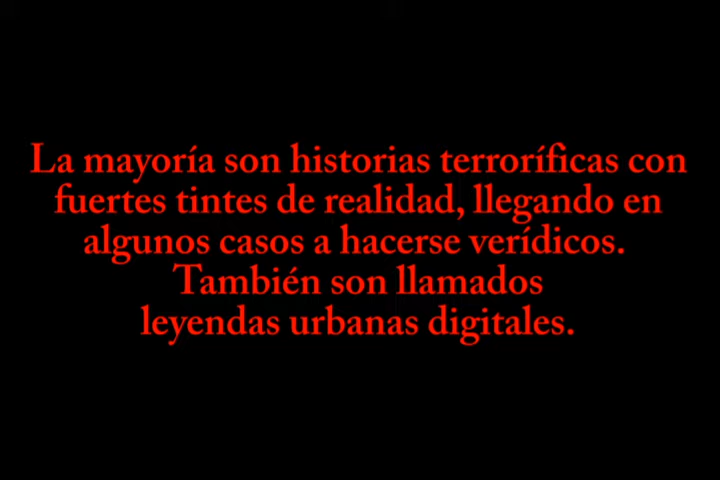 La mayoría son historias terroríficas con
fuertes tintes de realidad, llegando en
algunos casos a hacerse verídicos.
También son llamados
leyendas urbanas digitales.